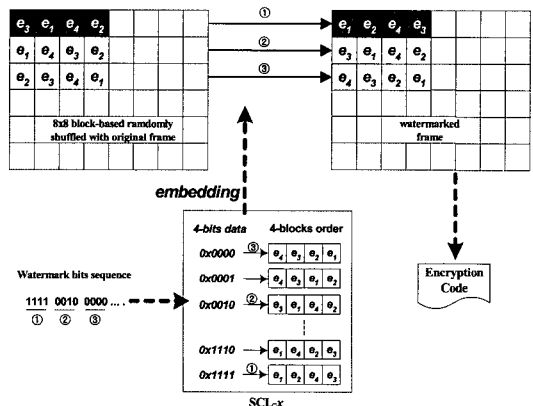 e3 e1 e4 e2
e1 e4 e3 e2
e2 e3 e4 e1
8x8 block-based ramdomly
shuffled with original frame
①
②
③
e1 e2 e4 e3
e3 e1 e4 e2
e4 e3 e2 e1
watermarked
frame
embedding
4-bits data 4-blocks order
0x0000 ③ e4 e3 e2 e1
0x0001 e4 e3 e1 e2
0x0010 ② e3 e1 e4 e2
0x1110 e1 e4 e2 e3
0x1111 ① e1 e2 e4 e3
SCL-x
Watermark bits sequence
1111 0010 0000 ....
① ② ③
Encryption
Code